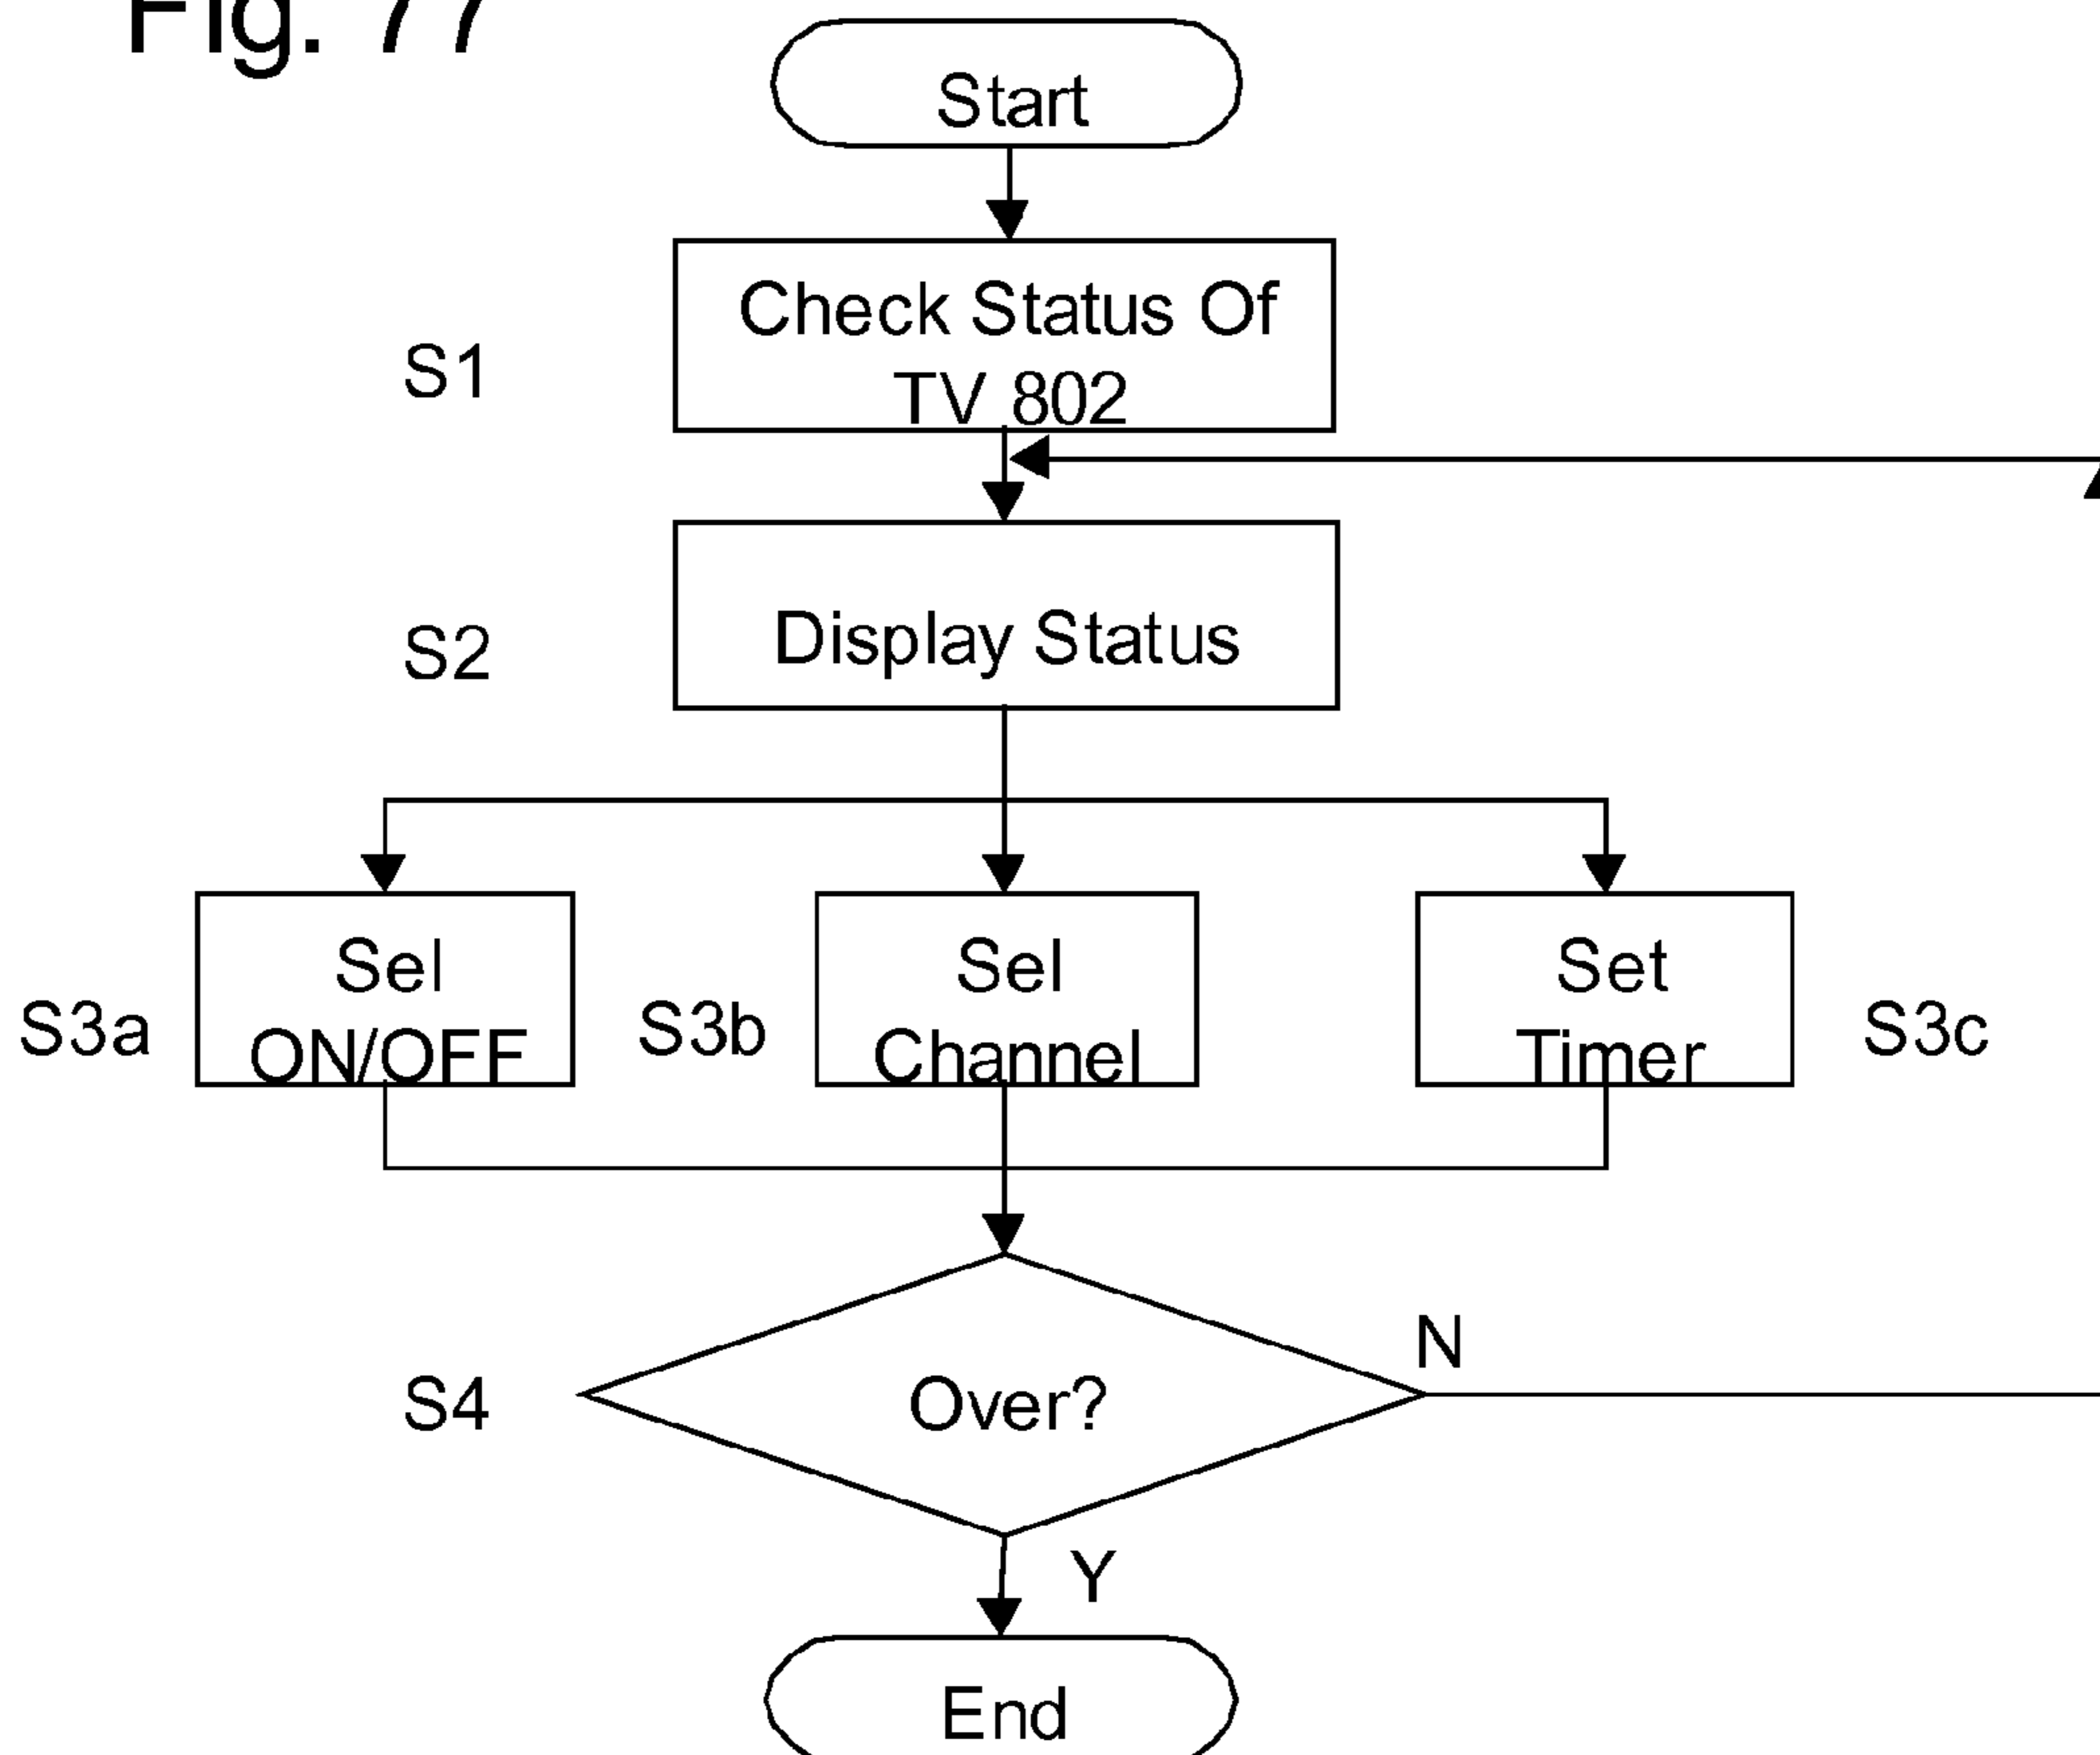 Fig. 77
Start
S1
Check Status Of
TV 802
S2
Display Status
S3a
Sel
ON/OFF
S3b
Sel
Channel
Set
Timer
S3c
S4
Over?
N
Y
End